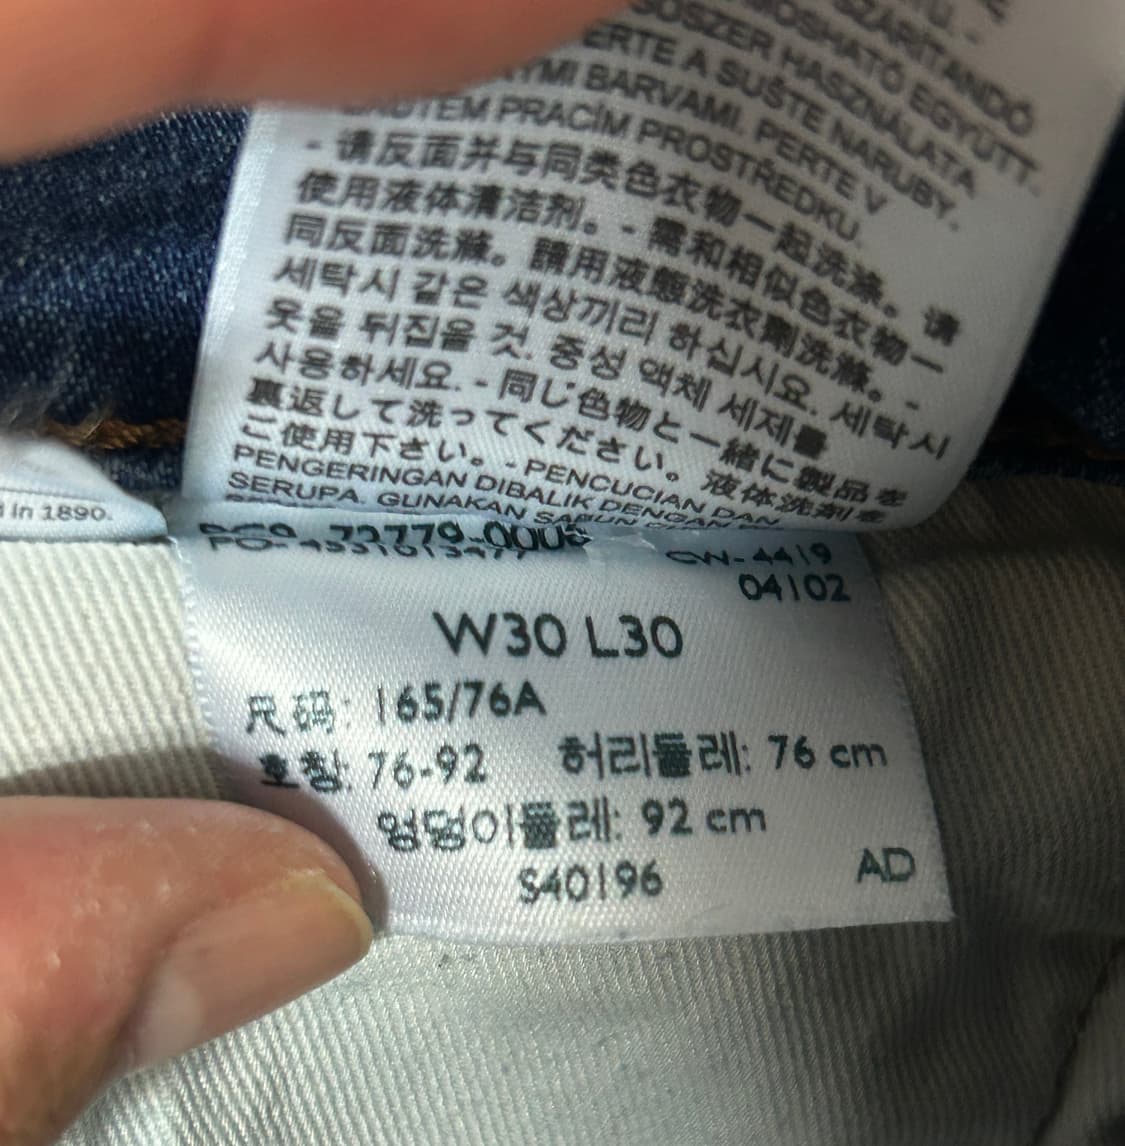 SZÁRÍTANDÓ
MOSHATÓ EGYÜTT.
HASZNÁLATA
PERTE A SUŠTE NARUBY.
BARVAMI. PERTE V
PRACÍM PROSTŘEDKU.
- 请反面并与同类色衣物一起洗涤。请
使用液体清洁剂。- 需和相似色衣物一
同反面洗滌。請用液態洗衣劑洗滌。-
세탁시 같은 색상끼리 하십시요. 세탁시
옷을 뒤집을 것. 중성 액체 세제를
사용하세요. - 同じ色物と一緒に製品を
裏返して洗ってください。液体洗剤を
ご使用下さい。- PENCUCIAN DAN
PENGERINGAN DIBALIK DENGAN
SERUPA. GUNAKAN SABUN
in 1890.
72779-0005
CW-4419
04102
W30 L30
尺码: 165/76A
호칭: 76-92 허리둘레: 76 cm
엉덩이둘레: 92 cm
S40196 AD